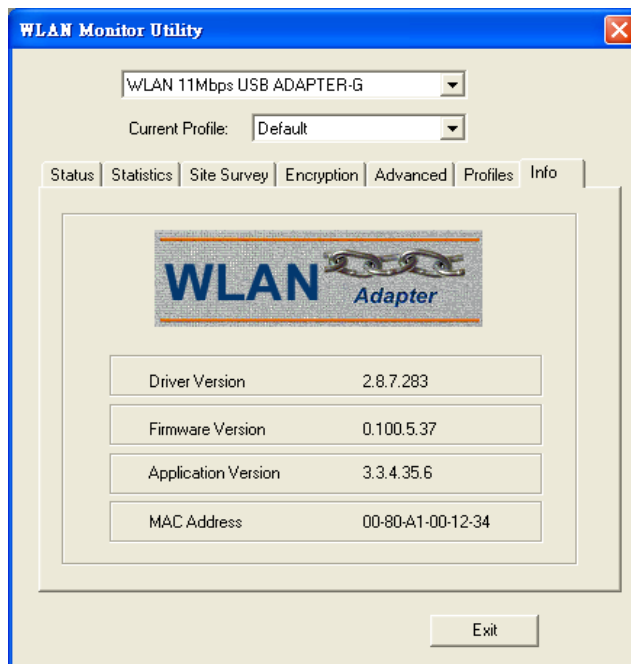 WLAN Monitor Utility
WLAN 11Mbps USB ADAPTER-G
Current Profile: Default
Status Statistics Site Survey Encryption Advanced Profiles Info
WLAN
Adapter
Driver Version 2.8.7.283
Firmware Version 0.100.5.37
Application Version 3.3.4.35.6
MAC Address 00-80-A1-00-12-34
Exit